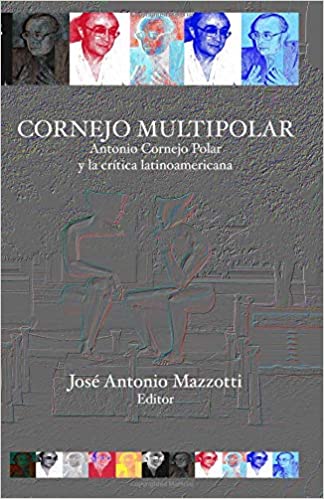 CORNEJO MULTIPOLAR
Antonio Cornejo Polar
y la crítica latinoamericana
José Antonio Mazzotti
Editor